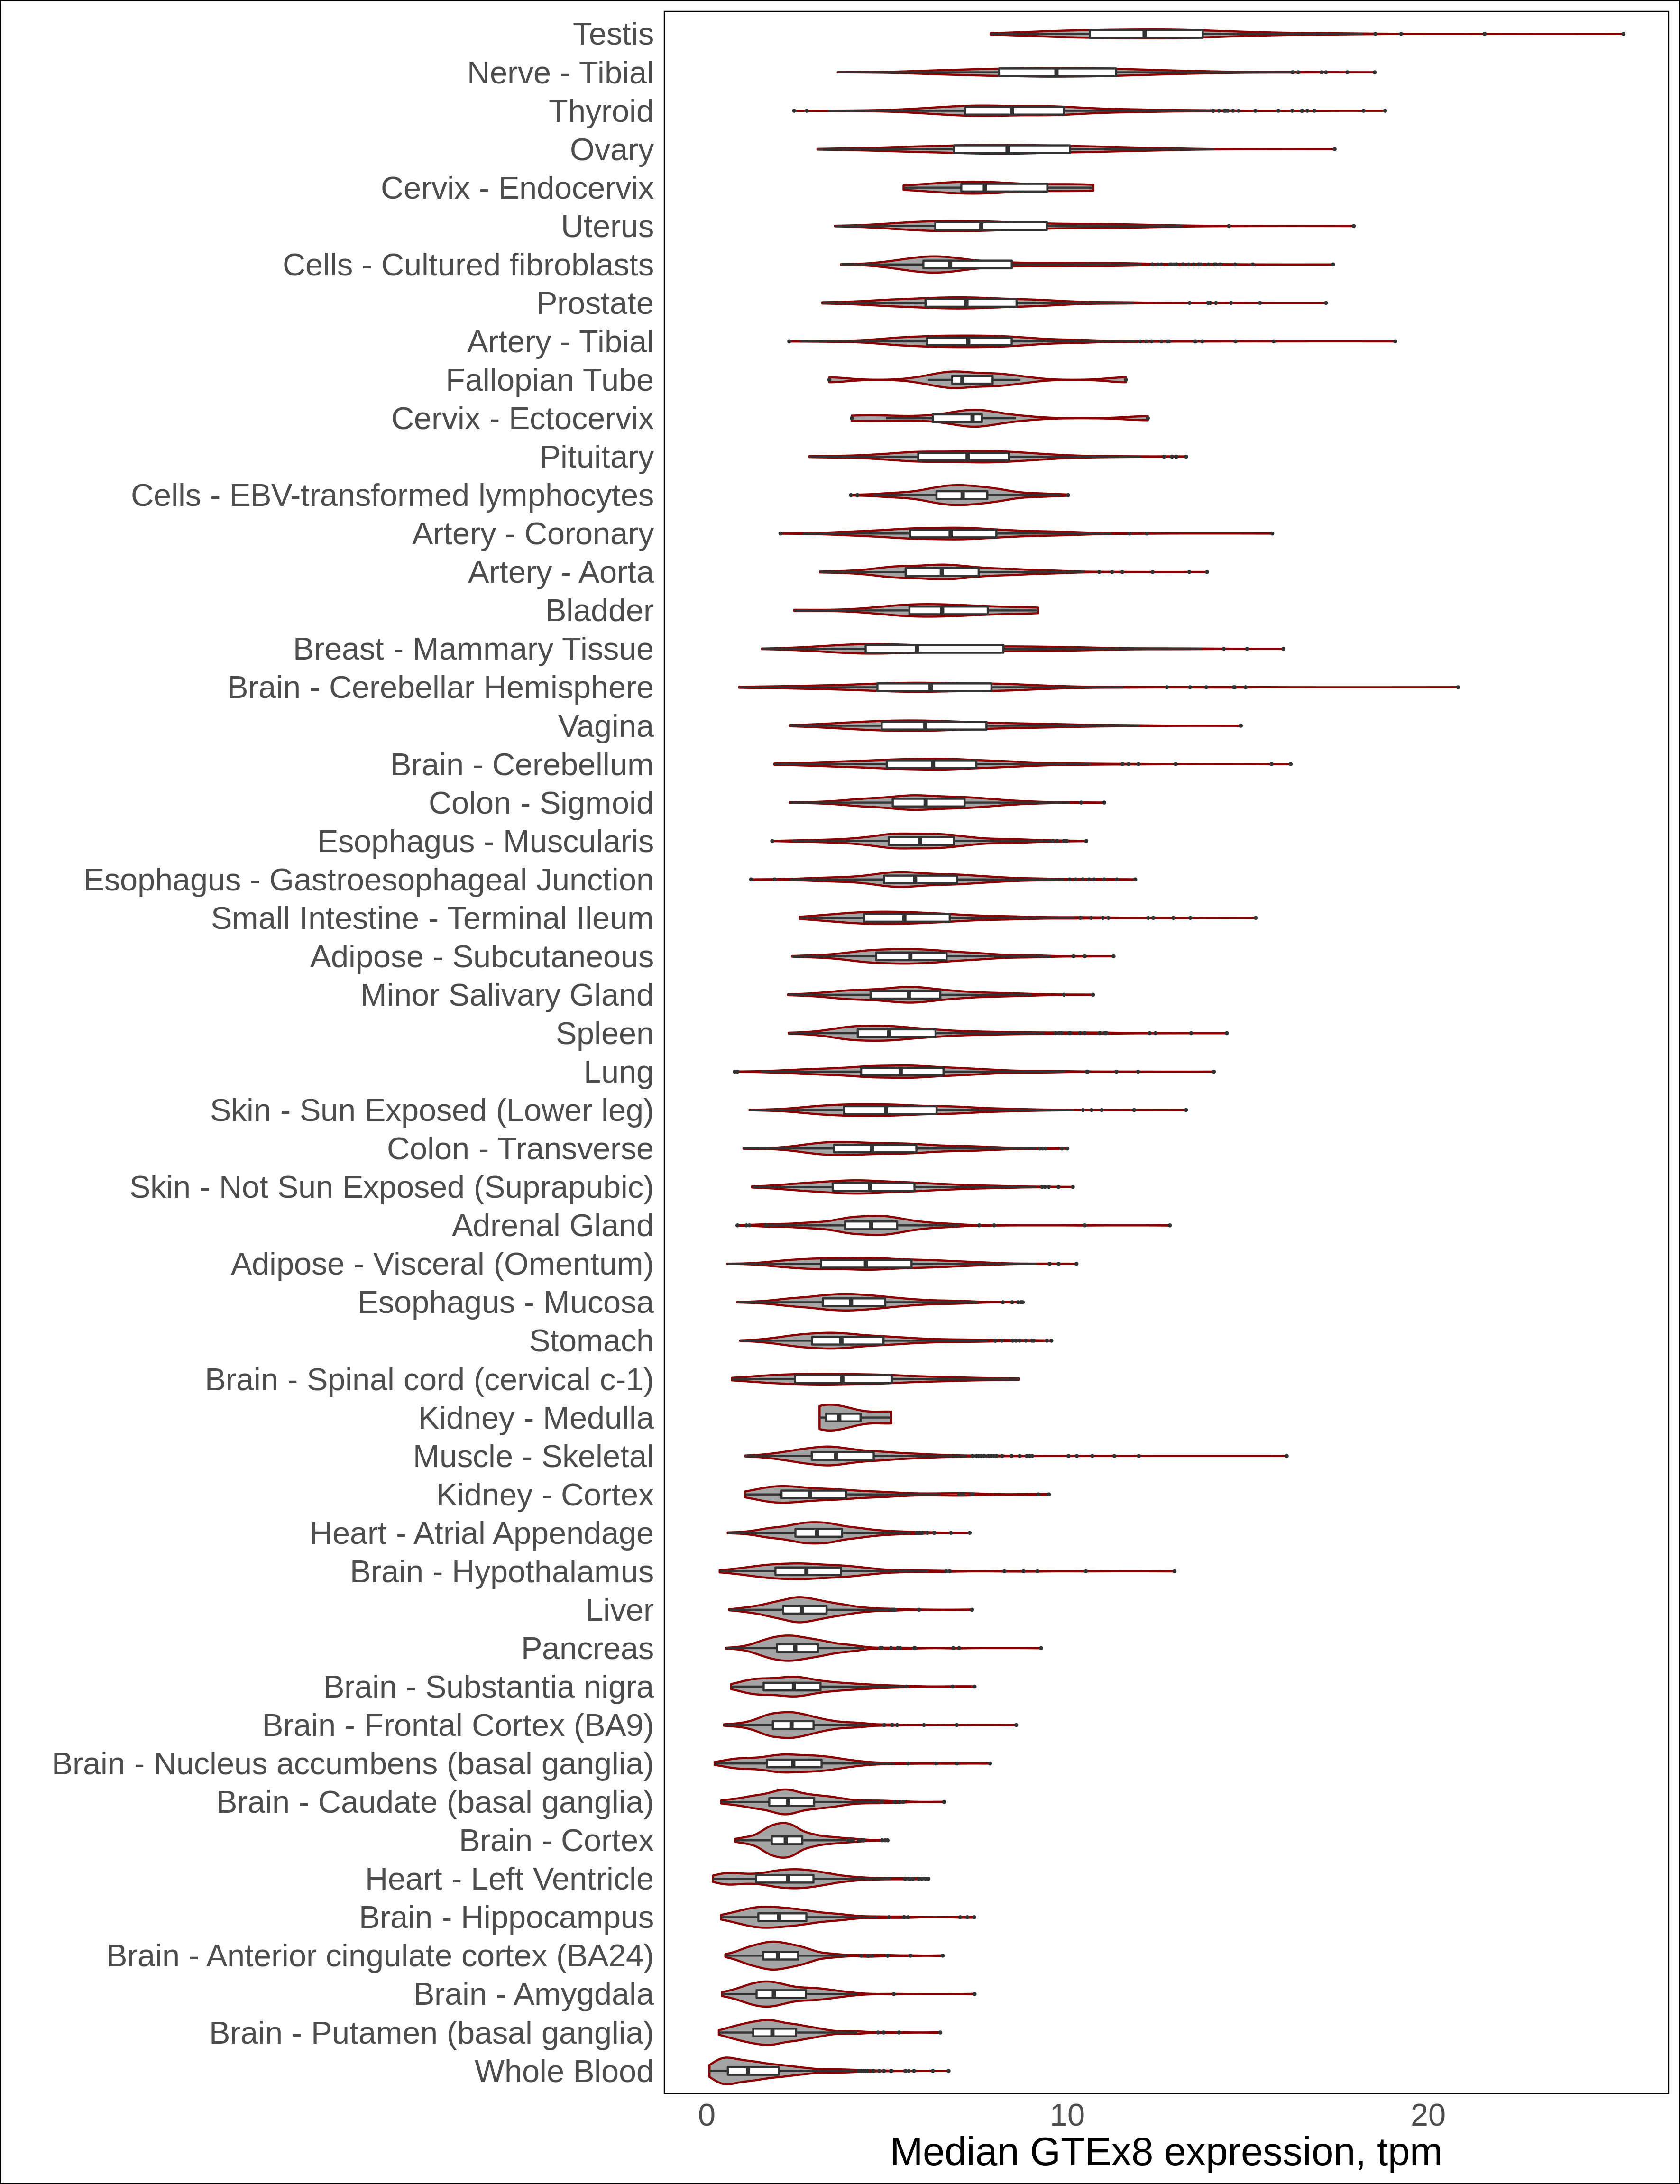 Testis
Nerve - Tibial
Thyroid
Ovary
Cervix - Endocervix
Uterus
Cells - Cultured fibroblasts
Prostate
Artery - Tibial
Fallopian Tube
Cervix - Ectocervix
Pituitary
Cells - EBV-transformed lymphocytes
Artery - Coronary
Artery - Aorta
Bladder
Breast - Mammary Tissue
Brain - Cerebellar Hemisphere
Vagina
Brain - Cerebellum
Colon - Sigmoid
Esophagus - Muscularis
Esophagus - Gastroesophageal Junction
Small Intestine - Terminal Ileum
Adipose - Subcutaneous
Minor Salivary Gland
Spleen
Lung
Skin - Sun Exposed (Lower leg)
Colon - Transverse
Skin - Not Sun Exposed (Suprapubic)
Adrenal Gland
Adipose - Visceral (Omentum)
Esophagus - Mucosa
Stomach
Brain - Spinal cord (cervical c-1)
Kidney - Medulla
Muscle - Skeletal
Kidney - Cortex
Heart - Atrial Appendage
Brain - Hypothalamus
Liver
Pancreas
Brain - Substantia nigra
Brain - Frontal Cortex (BA9)
Brain - Nucleus accumbens (basal ganglia)
Brain - Caudate (basal ganglia)
Brain - Cortex
Heart - Left Ventricle
Brain - Hippocampus
Brain - Anterior cingulate cortex (BA24)
Brain - Amygdala
Brain - Putamen (basal ganglia)
Whole Blood
0 10 20
Median GTEx8 expression, tpm